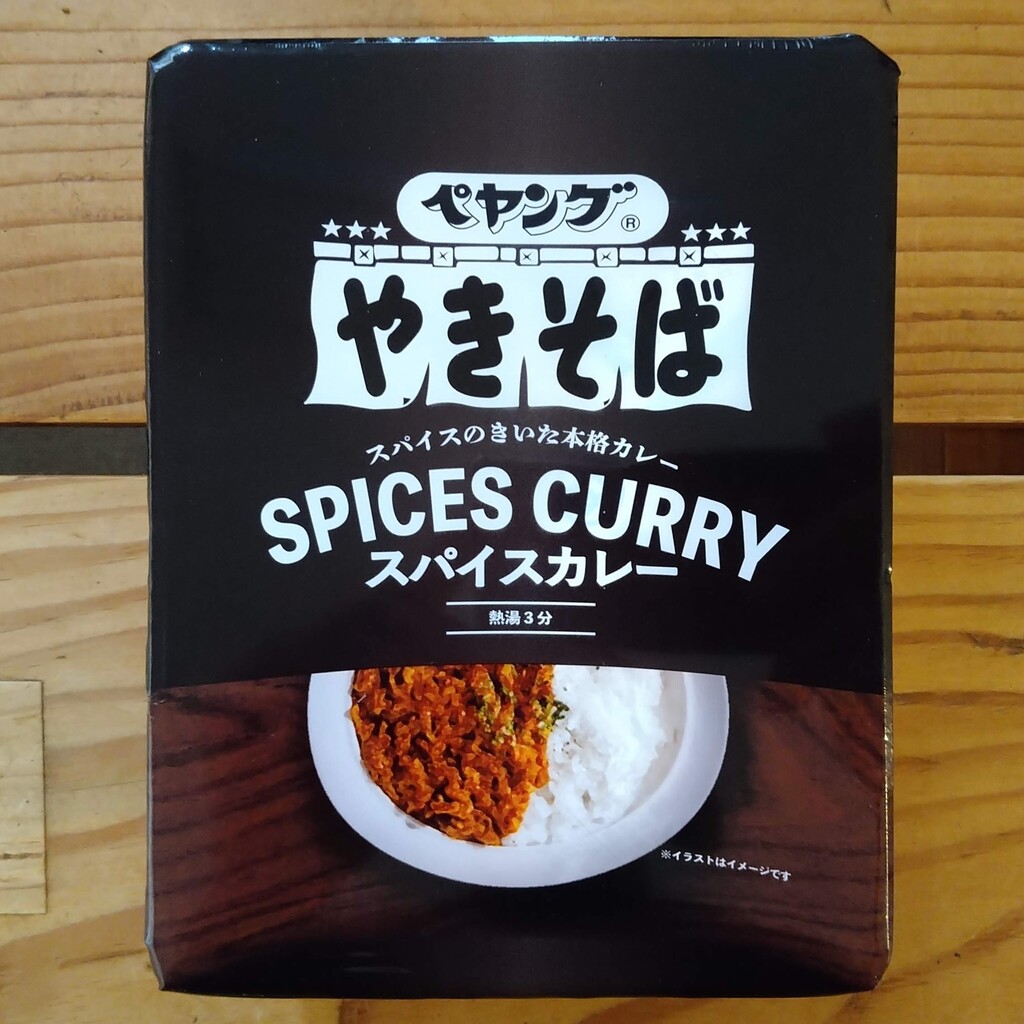 ペヤング®
やきそば
スパイスのきいた本格カレー
SPICES CURRY
スパイスカレー
熱湯3分
※イラストはイメージです